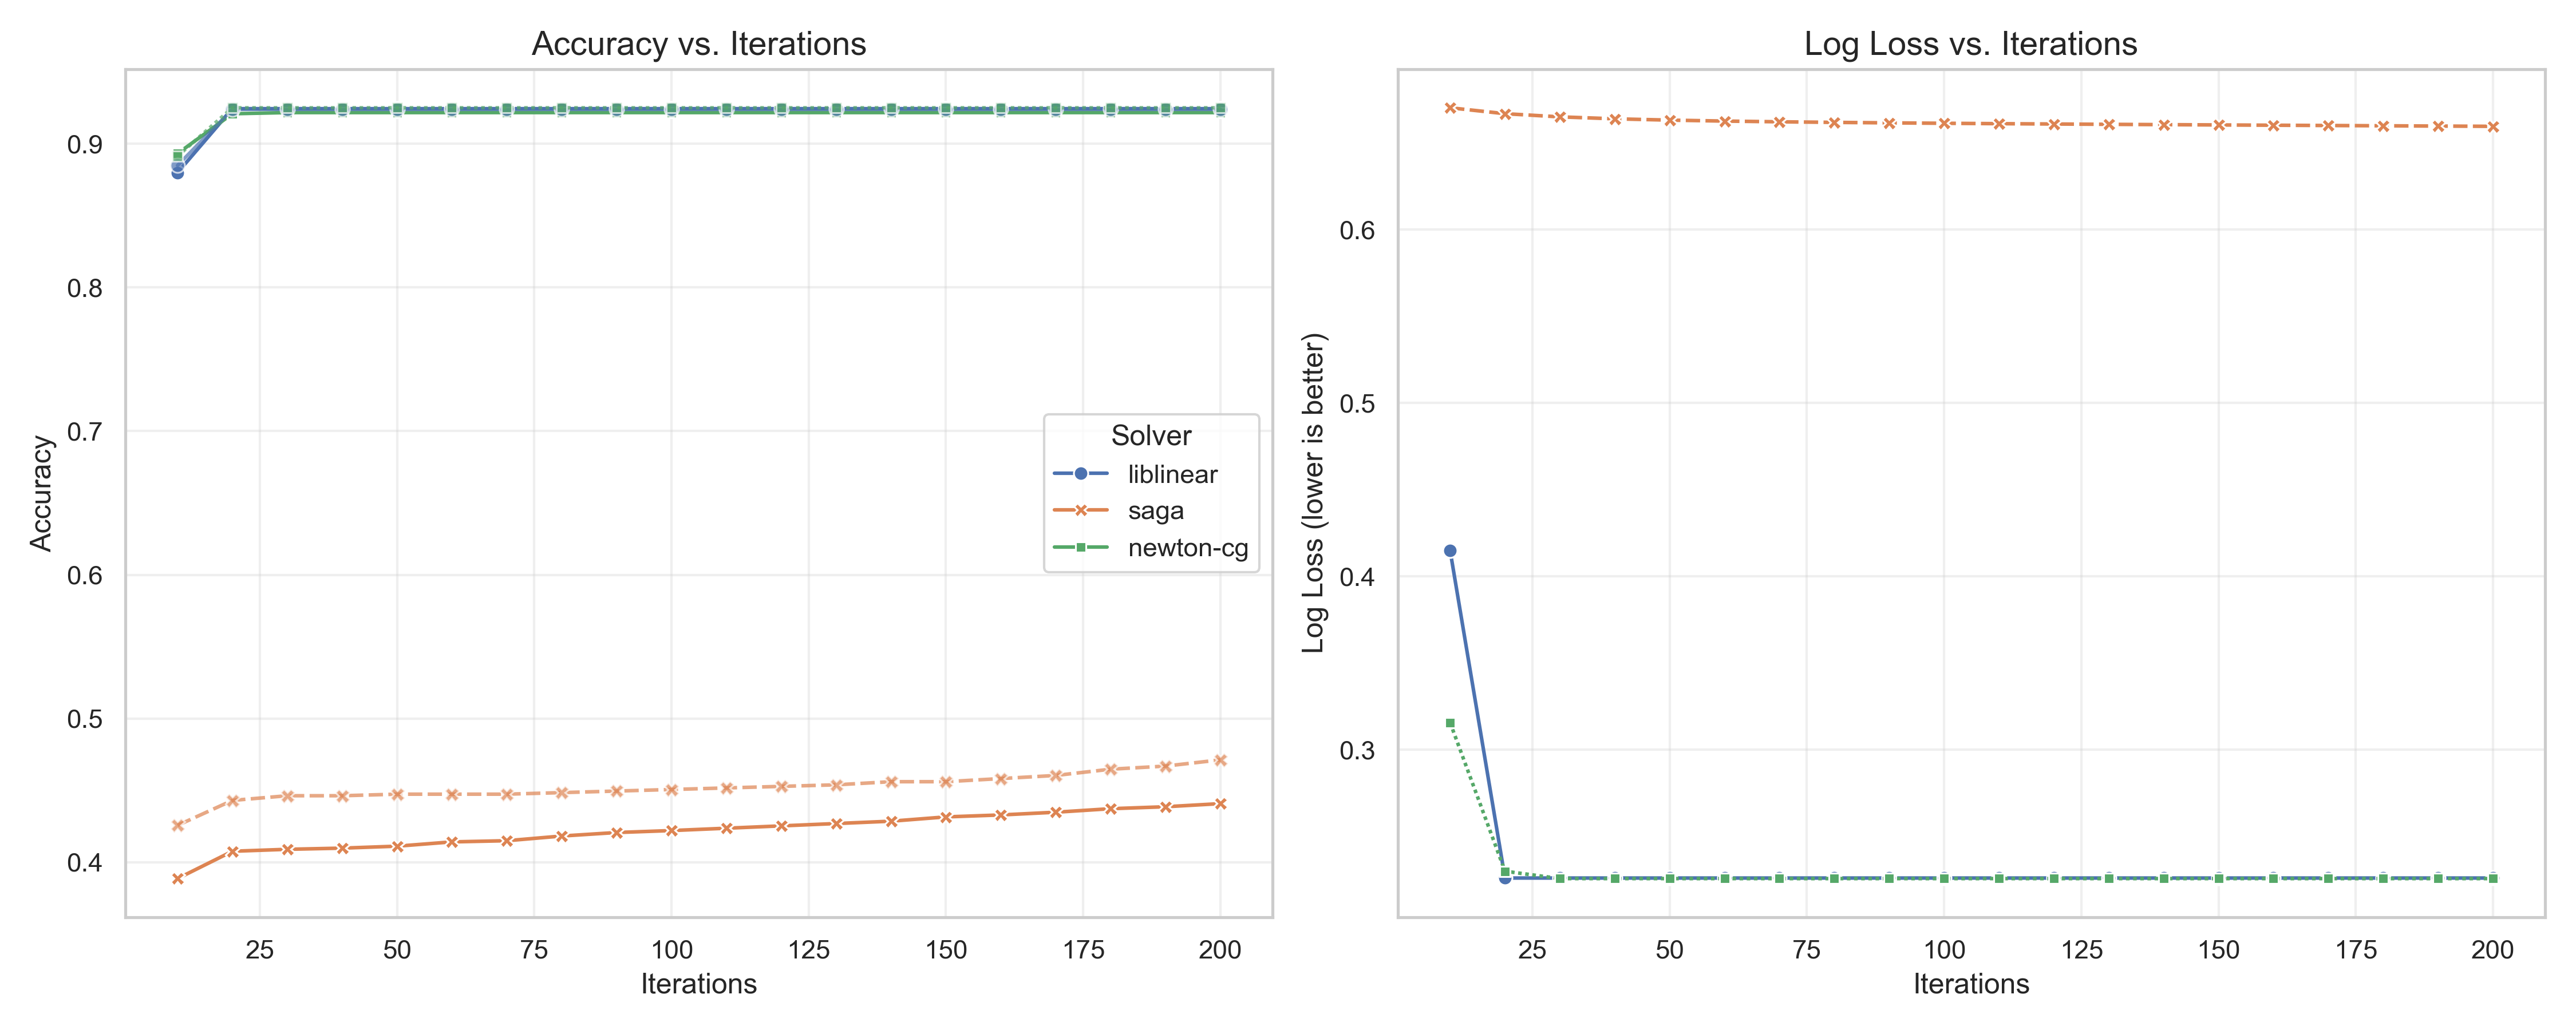 Accuracy vs. Iterations
Accuracy
0.9
0.8
0.7
0.6
0.5
0.4
Solver
liblinear
saga
newton-cg
25 50 75 100 125 150 175 200
Iterations
Log Loss vs. Iterations
Log Loss (lower is better)
0.6
0.5
0.4
0.3
25 50 75 100 125 150 175 200
Iterations